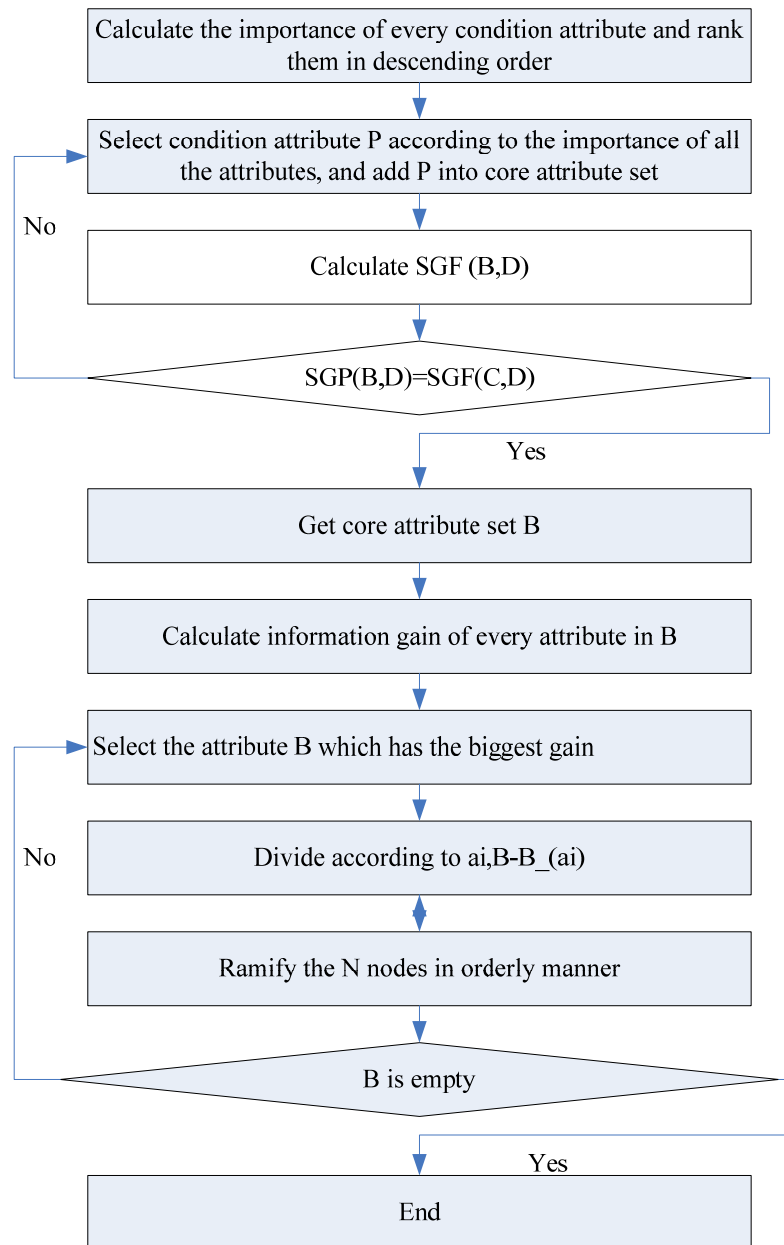 Calculate the importance of every condition attribute and rank
them in descending order
Select condition attribute P according to the importance of all
the attributes, and add P into core attribute set
No
Calculate SGF (B,D)
SGP(B,D)=SGF(C,D)
Yes
Get core attribute set B
Calculate information gain of every attribute in B
Select the attribute B which has the biggest gain
No
Divide according to ai,B-B_(ai)
Ramify the N nodes in orderly manner
B is empty
Yes
End